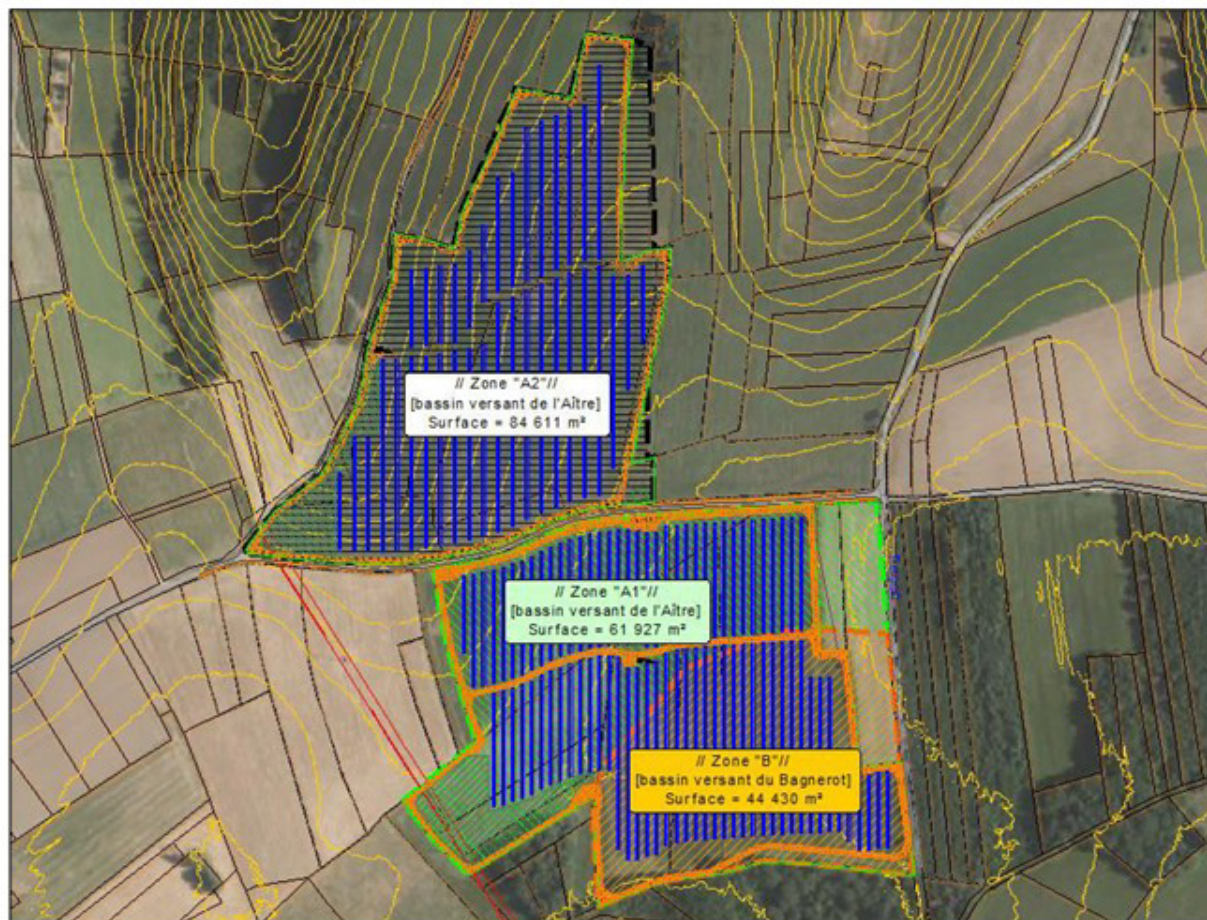 // Zone "A2"//
[bassin versant de l'Aître]
Surface = 84 611 m²
// Zone "A1"//
[bassin versant de l'Aître]
Surface = 61 927 m²
// Zone "B"//
[bassin versant du Bagnerot]
Surface = 44 430 m²